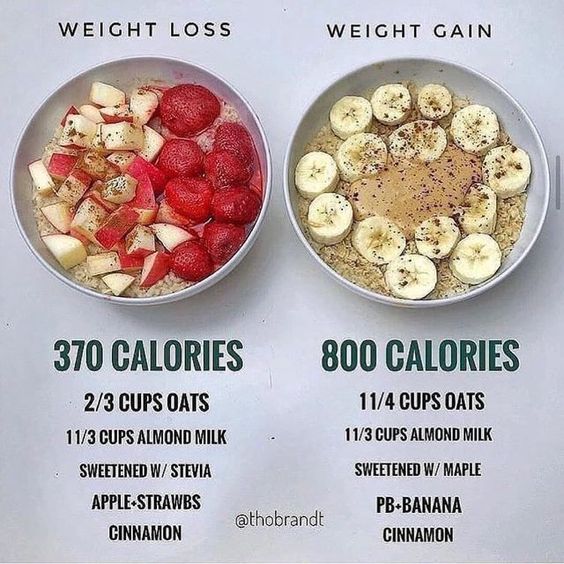 WEIGHT LOSS
370 CALORIES
2/3 CUPS OATS
11/3 CUPS ALMOND MILK
SWEETENED W/ STEVIA
APPLE+STRAWBS
CINNAMON
WEIGHT GAIN
800 CALORIES
11/4 CUPS OATS
11/3 CUPS ALMOND MILK
SWEETENED W/ MAPLE
PB+BANANA
CINNAMON
@thobrandt